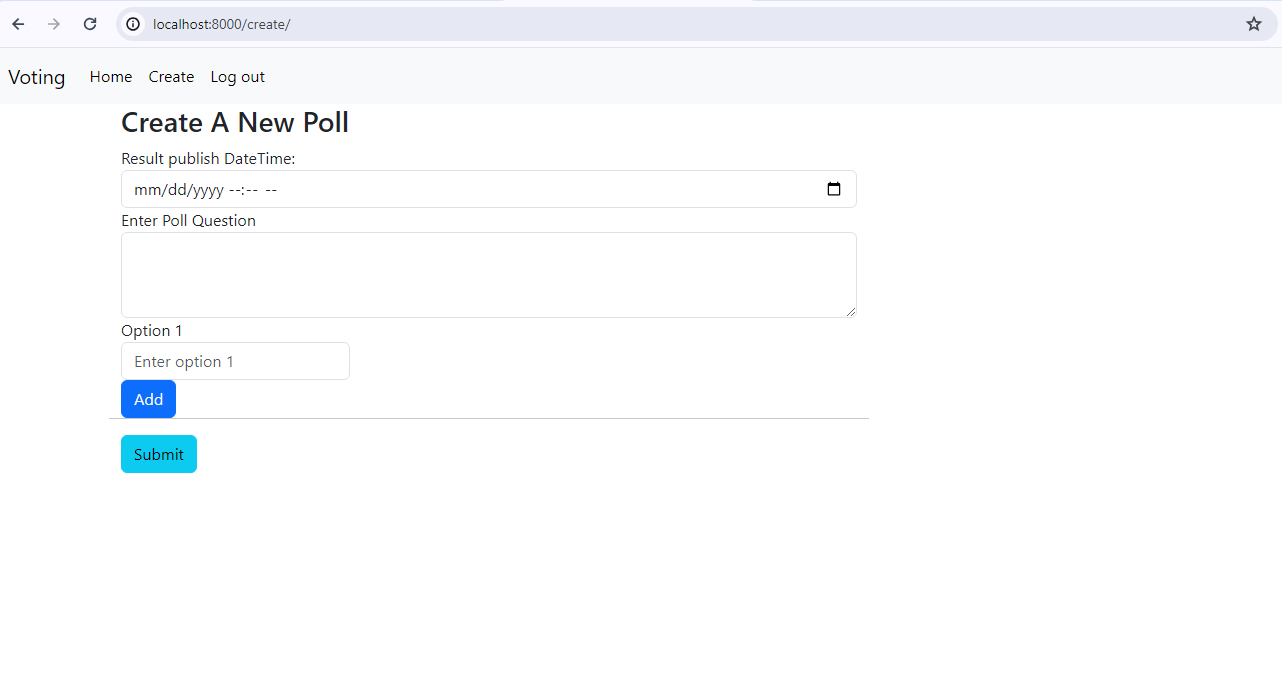 localhost:8000/create/
Voting Home Create Log out
Create A New Poll
Result publish DateTime:
mm/dd/yyyy --:-- --
Enter Poll Question
Option 1
Enter option 1
Add
Submit